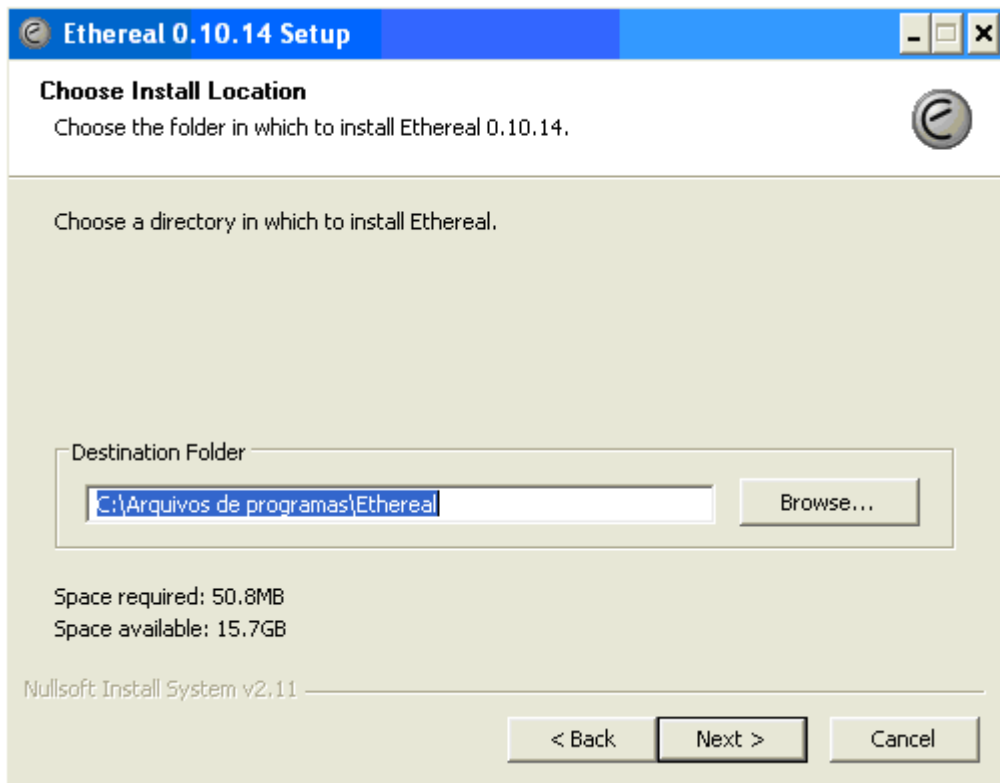 Ethereal 0.10.14 Setup
Choose Install Location
Choose the folder in which to install Ethereal 0.10.14.
Choose a directory in which to install Ethereal.
Destination Folder
C:\Arquivos de programas\Ethereal
Browse...
Space required: 50.8MB
Space available: 15.7GB
Nullsoft Install System v2.11
< Back Next > Cancel